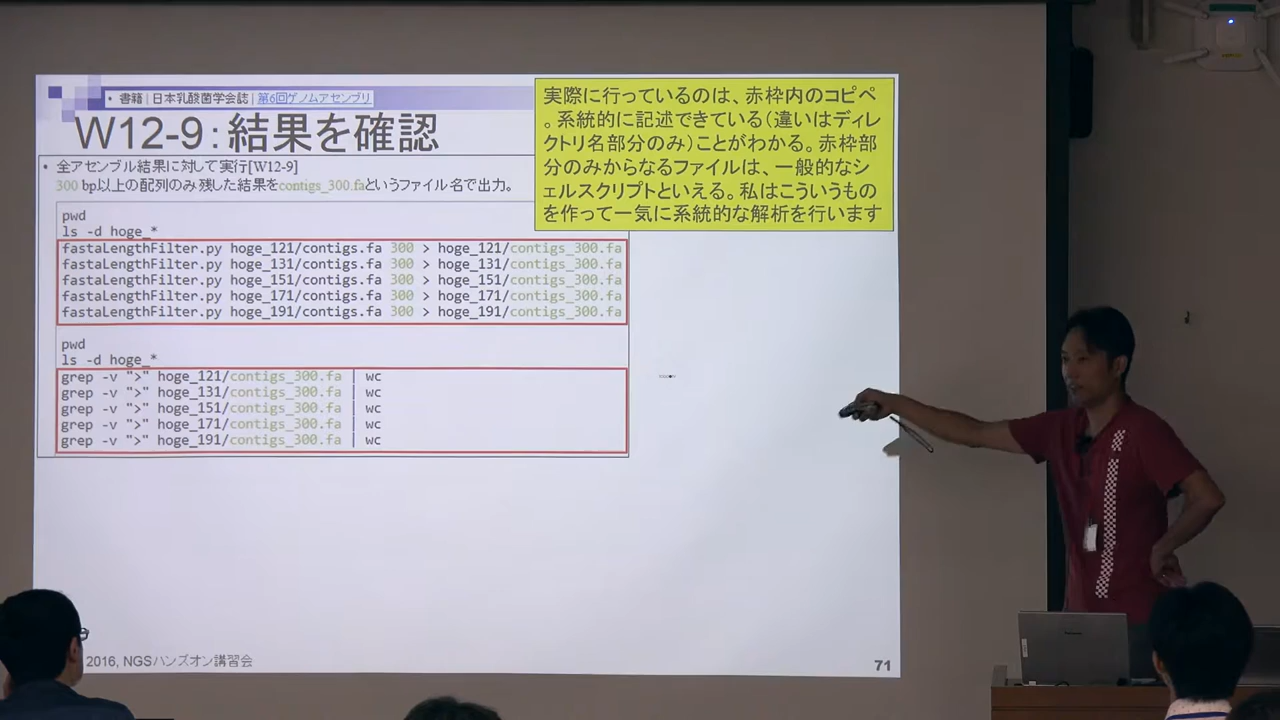 • 書籍 | 日本乳酸菌学会誌 | 第6回ゲノムアセンブリ
W12-9：結果を確認
実際に行っているのは、赤枠内のコピペ
。系統的に記述できている（違いはディレ
クトリ名部分のみ）ことがわかる。赤枠部
分のみからなるファイルは、一般的なシ
ェルスクリプトといえる。私はこういうもの
を作って一気に系統的な解析を行います
• 全アセンブル結果に対して実行[W12-9]
300 bp以上の配列のみ残した結果をcontigs_300.faというファイル名で出力。
pwd
ls -d hoge_*
fastaLengthFilter.py hoge_121/contigs.fa 300 > hoge_121/contigs_300.fa
fastaLengthFilter.py hoge_131/contigs.fa 300 > hoge_131/contigs_300.fa
fastaLengthFilter.py hoge_151/contigs.fa 300 > hoge_151/contigs_300.fa
fastaLengthFilter.py hoge_171/contigs.fa 300 > hoge_171/contigs_300.fa
fastaLengthFilter.py hoge_191/contigs.fa 300 > hoge_191/contigs_300.fa
pwd
ls -d hoge_*
grep -v ">" hoge_121/contigs_300.fa | wc
grep -v ">" hoge_131/contigs_300.fa | wc
grep -v ">" hoge_151/contigs_300.fa | wc
grep -v ">" hoge_171/contigs_300.fa | wc
grep -v ">" hoge_191/contigs_300.fa | wc
2016, NGSハンズオン講習会
71